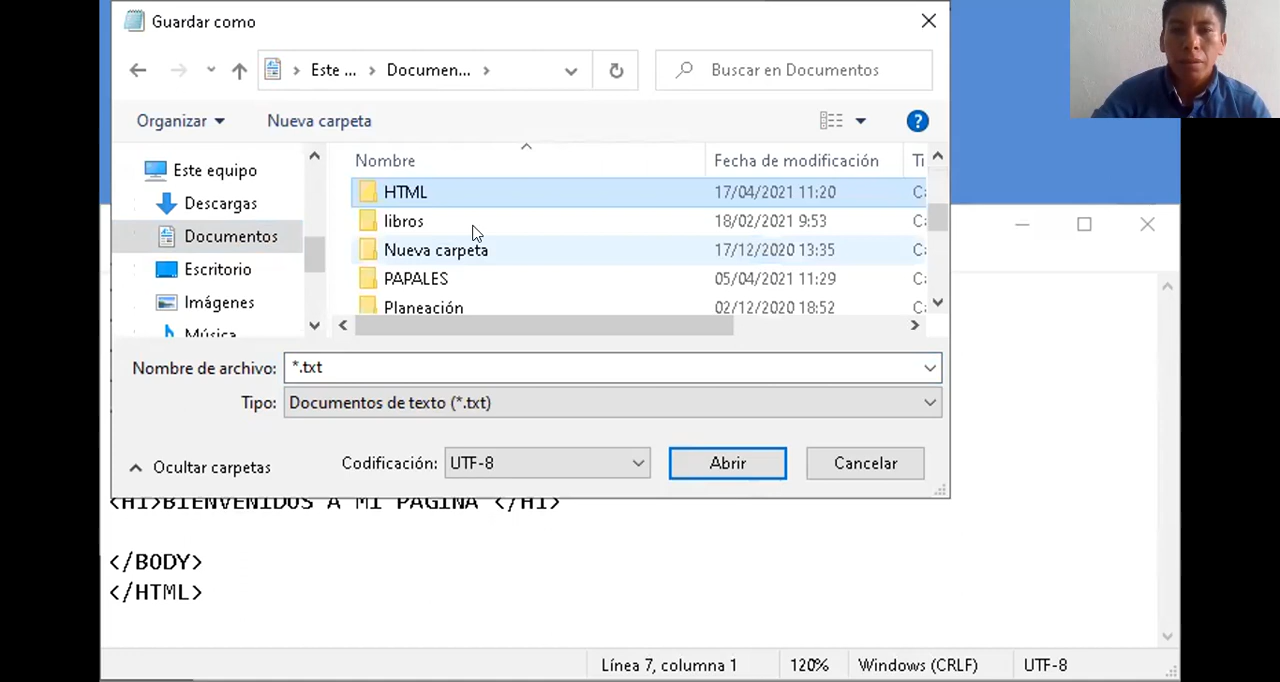 Guardar como
Este ... Documen...
Buscar en Documentos
Organizar
Nueva carpeta
?
Nombre Fecha de modificación Ti
Este equipo
Descargas
Documentos
Escritorio
Imágenes
Música
HTML 17/04/2021 11:20 C
libros 18/02/2021 9:53 C
Nueva carpeta 17/12/2020 13:35 C
PAPALES 05/04/2021 11:29 C
Planeación 02/12/2020 18:52 C
Nombre de archivo: *.txt
Tipo: Documentos de texto (*.txt)
Ocultar carpetas
Codificación: UTF-8
Abrir
Cancelar
<HI>BIENVENIDOS A MI PAGINA </HI>
</BODY>
</HTML>
Línea 7, columna 1 120% Windows (CRLF) UTF-8